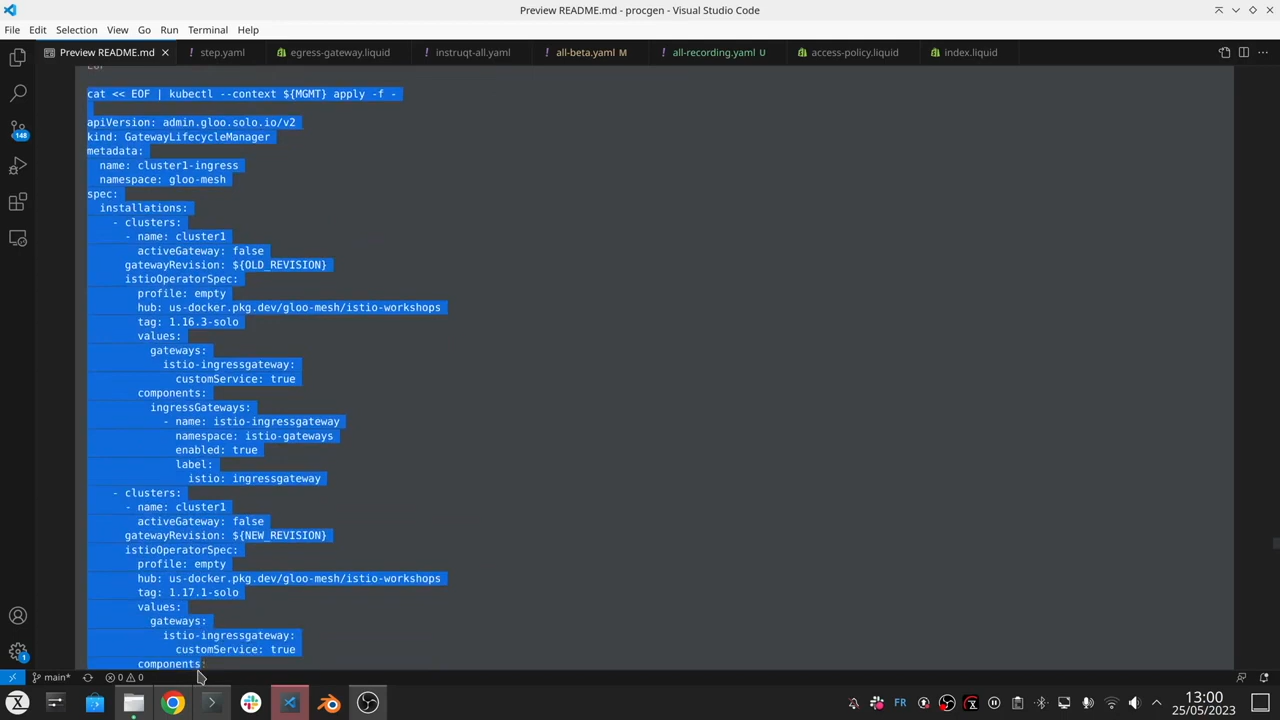 Preview README.md - procgen - Visual Studio Code
File Edit Selection View Go Run Terminal Help
Preview README.md step.yaml egress-gateway.liquid instruqt-all.yaml all-beta.yaml M all-recording.yaml U access-policy.liquid index.liquid
EOF
cat << EOF | kubectl --context ${MGMT} apply -f -
apiVersion: admin.gloo.solo.io/v2
kind: GatewayLifecycleManager
metadata:
  name: cluster1-ingress
  namespace: gloo-mesh
spec:
  installations:
    - clusters:
      - name: cluster1
        activeGateway: false
      gatewayRevision: ${OLD_REVISION}
      istioOperatorSpec:
        profile: empty
        hub: us-docker.pkg.dev/gloo-mesh/istio-workshops
        tag: 1.16.3-solo
        values:
          gateways:
            istio-ingressgateway:
              customService: true
        components:
          ingressGateways:
            - name: istio-ingressgateway
              namespace: istio-gateways
              enabled: true
              label:
                istio: ingressgateway
    - clusters:
      - name: cluster1
        activeGateway: false
      gatewayRevision: ${NEW_REVISION}
      istioOperatorSpec:
        profile: empty
        hub: us-docker.pkg.dev/gloo-mesh/istio-workshops
        tag: 1.17.1-solo
        values:
          gateways:
            istio-ingressgateway:
              customService: true
        components:
148
1
main* 0 0
FR
13:00
25/05/2023